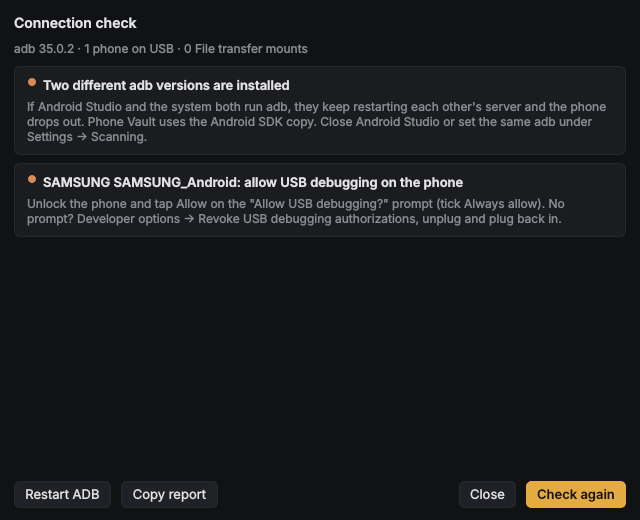 Connection check
adb 35.0.2 · 1 phone on USB · 0 File transfer mounts
Two different adb versions are installed
If Android Studio and the system both run adb, they keep restarting each other's server and the phone
drops out. Phone Vault uses the Android SDK copy. Close Android Studio or set the same adb under
Settings → Scanning.
SAMSUNG SAMSUNG_Android: allow USB debugging on the phone
Unlock the phone and tap Allow on the "Allow USB debugging?" prompt (tick Always allow). No
prompt? Developer options → Revoke USB debugging authorizations, unplug and plug back in.
Restart ADB
Copy report
Close
Check again